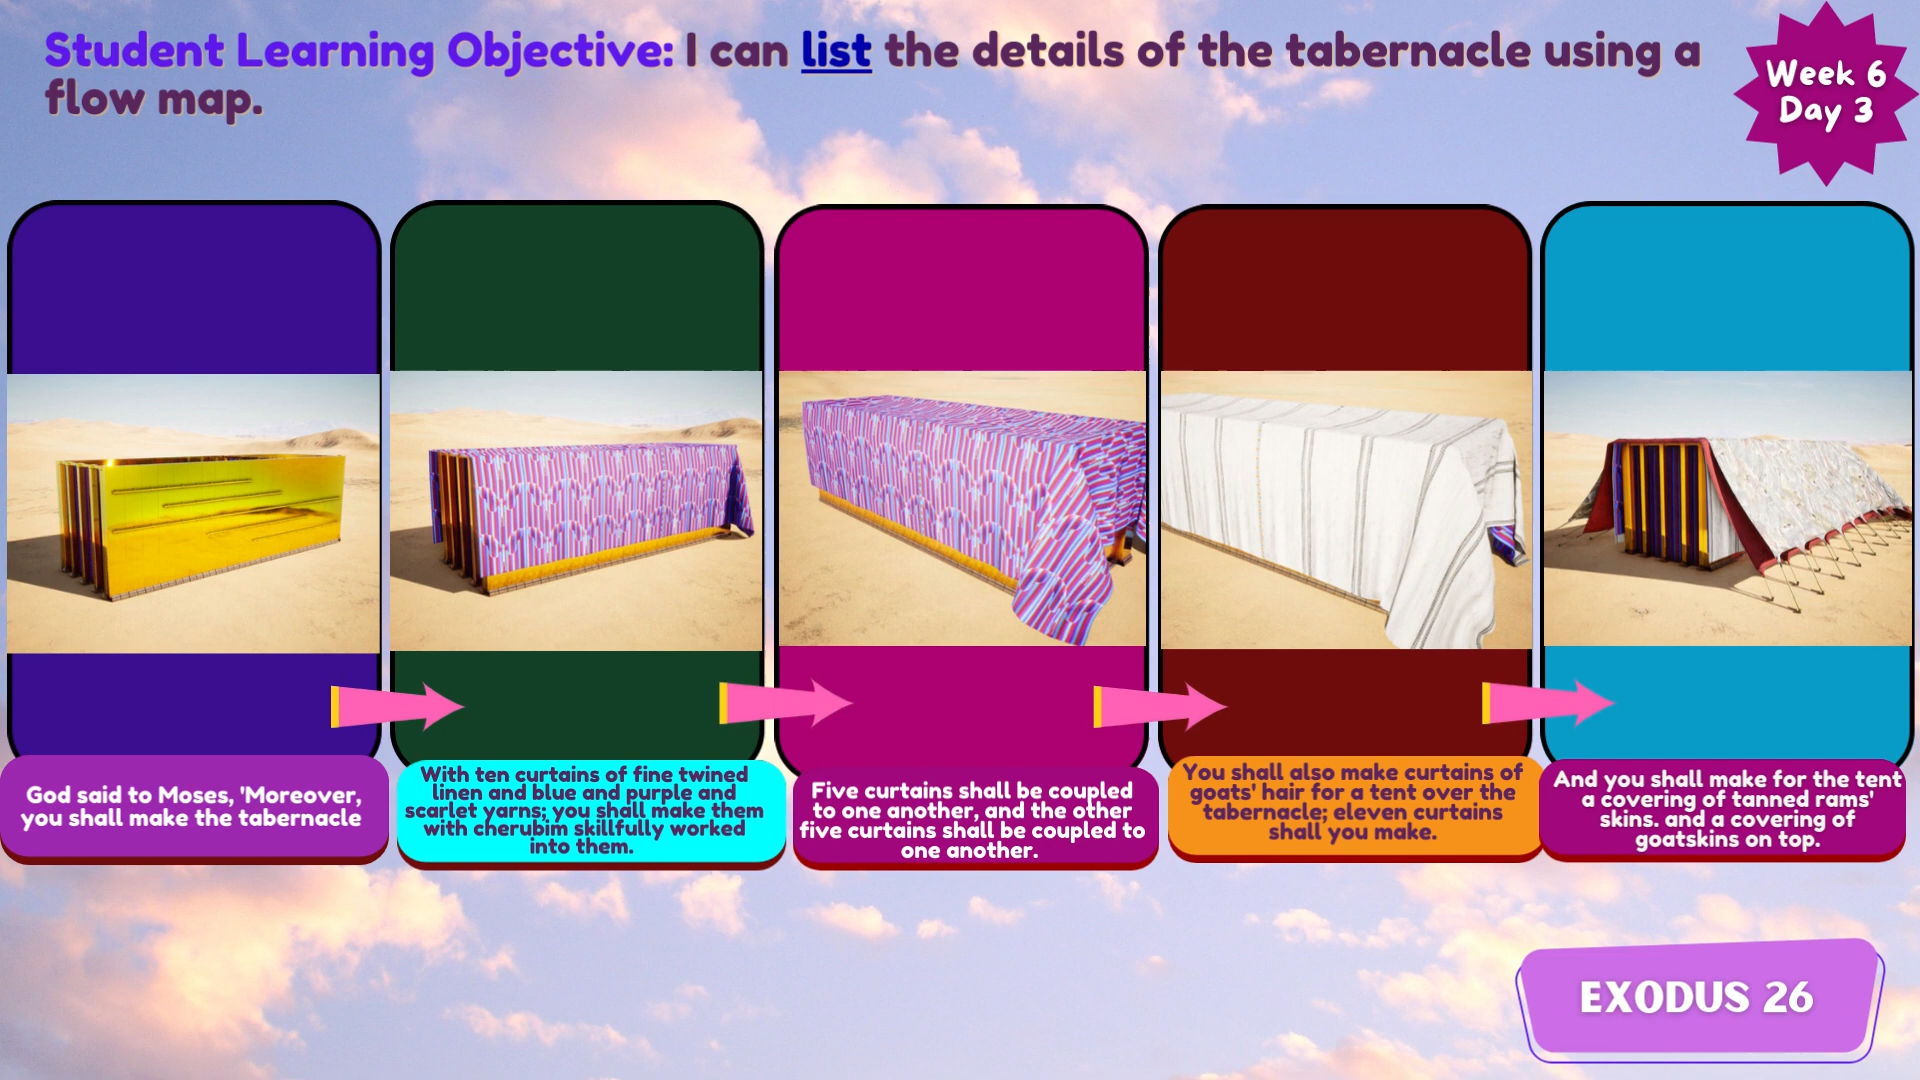 Student Learning Objective: I can list the details of the tabernacle using a
flow map.
Week 6
Day 3
God said to Moses, 'Moreover,
you shall make the tabernacle
With ten curtains of fine twined
linen and blue and purple and
scarlet yarns; you shall make them
with cherubim skillfully worked
into them.
Five curtains shall be coupled
to one another, and the other
five curtains shall be coupled to
one another.
You shall also make curtains of
goats' hair for a tent over the
tabernacle; eleven curtains
shall you make.
And you shall make for the tent
a covering of tanned rams'
skins. and a covering of
goatskins on top.
EXODUS 26